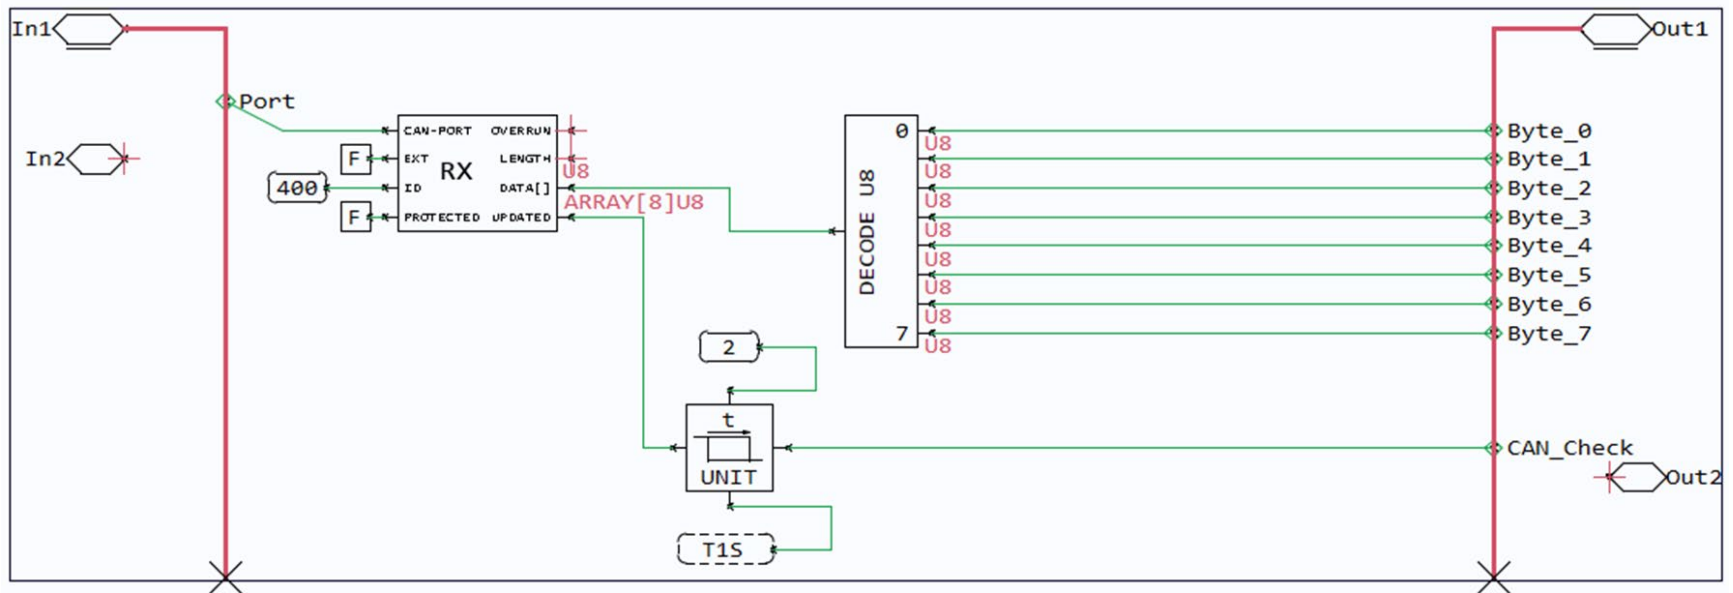 In1
Out1
Port
In2
CAN-PORT OVERRUN
F EXT LENGTH
RX
U8
400 ID DATA[]
ARRAY[8]U8
F PROTECTED UPDATED
DECODE U8
0 Byte_0
U8
Byte_1
U8
Byte_2
U8
Byte_3
U8
Byte_4
U8
Byte_5
U8
Byte_6
U8
7 Byte_7
U8
2
t
UNIT
CAN_Check
Out2
T1S